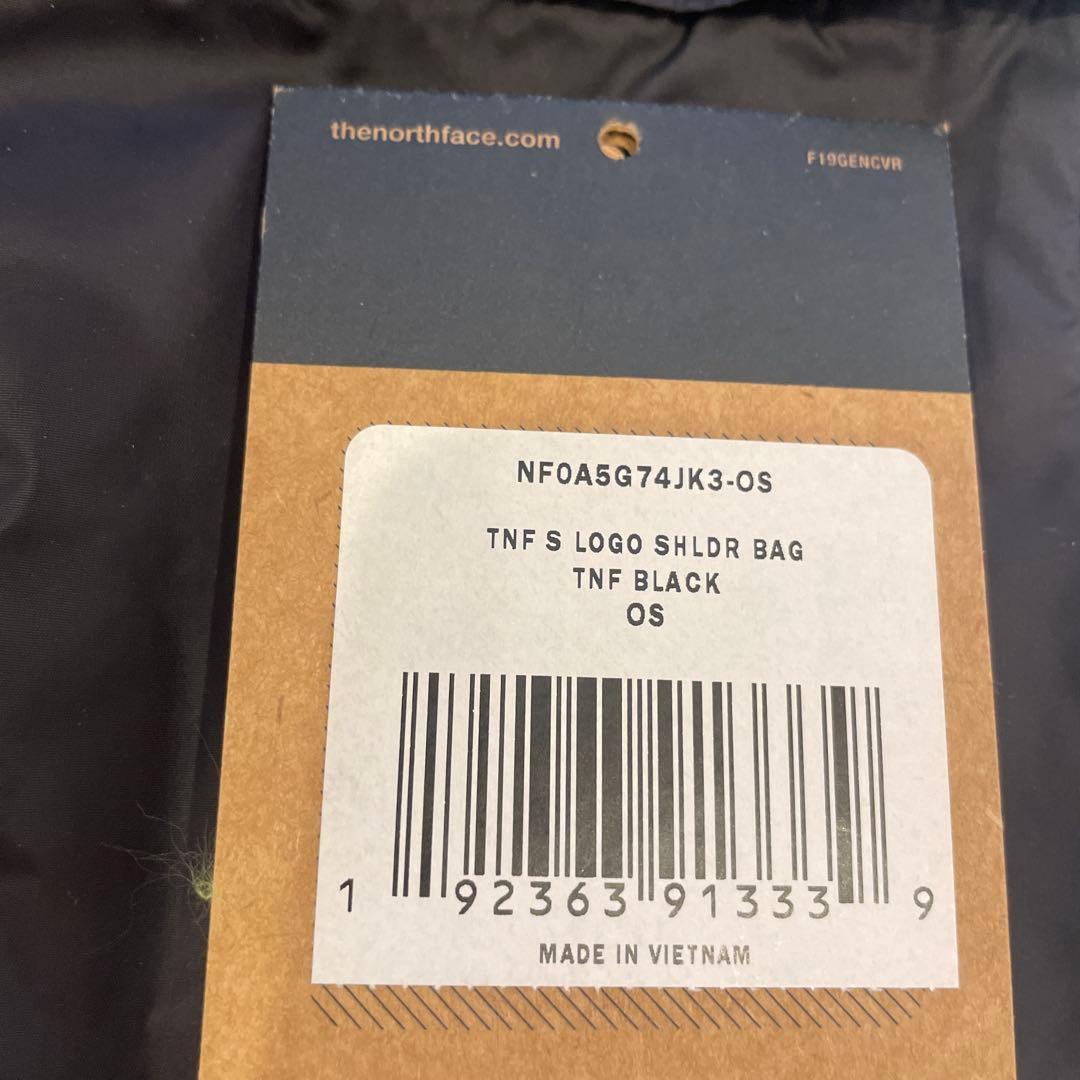 thenorthface.com
F19GENCVR
NF0A5G74JK3-OS
TNF S LOGO SHLDR BAG
TNF BLACK
OS
1 92363 91333 9
MADE IN VIETNAM